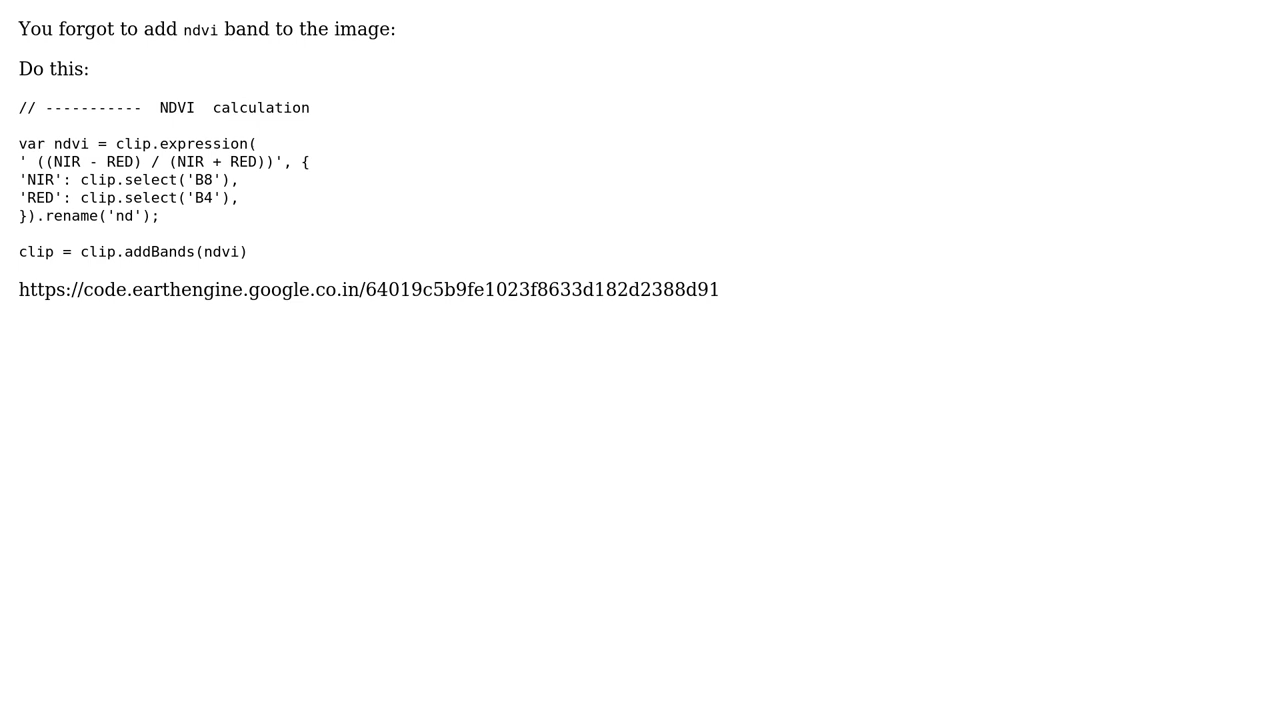 You forgot to add ndvi band to the image:
Do this:
// -----------  NDVI  calculation
var ndvi = clip.expression(
' ((NIR - RED) / (NIR + RED))', {
'NIR': clip.select('B8'),
'RED': clip.select('B4'),
}).rename('nd');
clip = clip.addBands(ndvi)
https://code.earthengine.google.co.in/64019c5b9fe1023f8633d182d2388d91